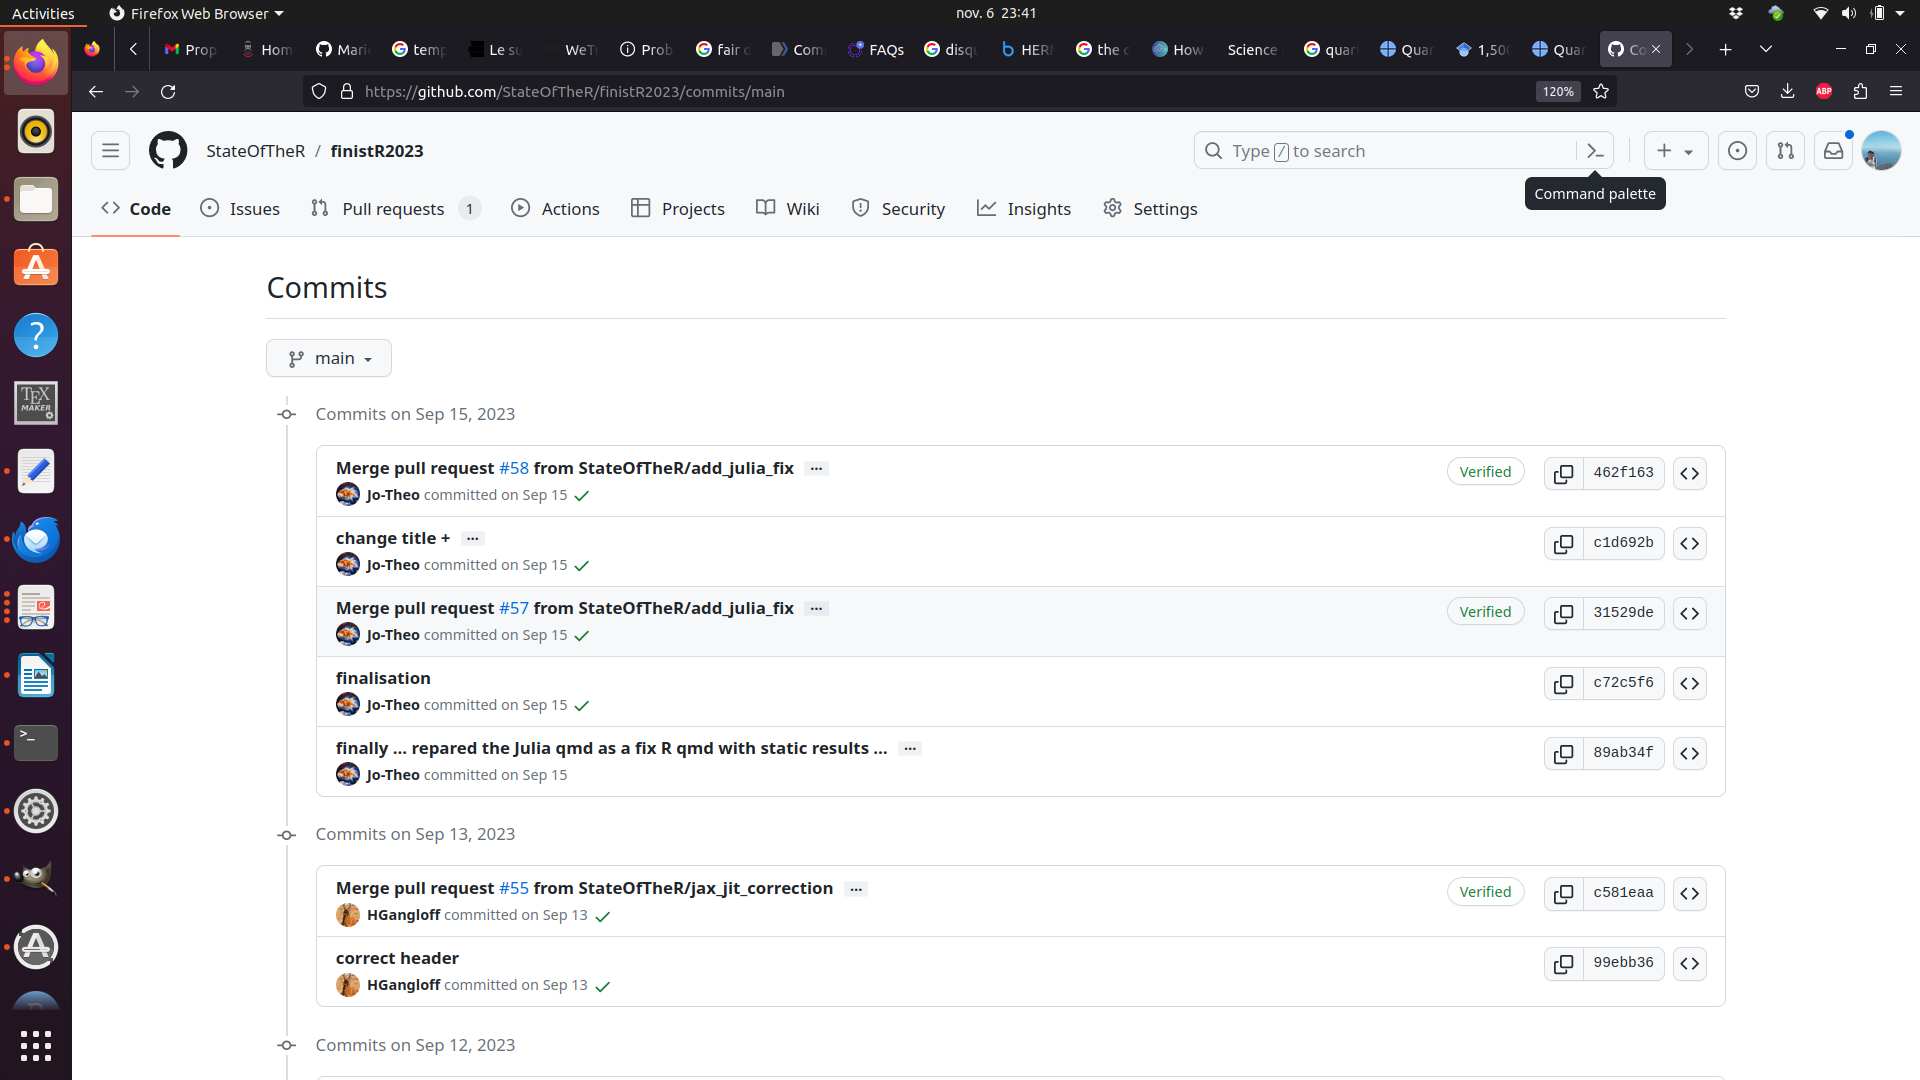 Activities
Firefox Web Browser
nov. 6 23:41
Prop
Hom
Mari
temp
Le su
WeTr
Prob
fair d
Com
FAQs
disqu
HERM
the c
How
Science
quar
Quar
1,500
Quar
Co
https://github.com/StateOfTheR/finistR2023/commits/main
120%
ABP
StateOfTheR / finistR2023
Type / to search
Command palette
Code
Issues
Pull requests 1
Actions
Projects
Wiki
Security
Insights
Settings
Commits
main
Commits on Sep 15, 2023
Merge pull request #58 from StateOfTheR/add_julia_fix ...
Verified
462f163
Jo-Theo committed on Sep 15
change title + ...
c1d692b
Jo-Theo committed on Sep 15
Merge pull request #57 from StateOfTheR/add_julia_fix ...
Verified
31529de
Jo-Theo committed on Sep 15
finalisation
c72c5f6
Jo-Theo committed on Sep 15
finally ... repared the Julia qmd as a fix R qmd with static results ... ...
89ab34f
Jo-Theo committed on Sep 15
Commits on Sep 13, 2023
Merge pull request #55 from StateOfTheR/jax_jit_correction ...
Verified
c581eaa
HGangloff committed on Sep 13
correct header
99ebb36
HGangloff committed on Sep 13
Commits on Sep 12, 2023
TEX
MAKER